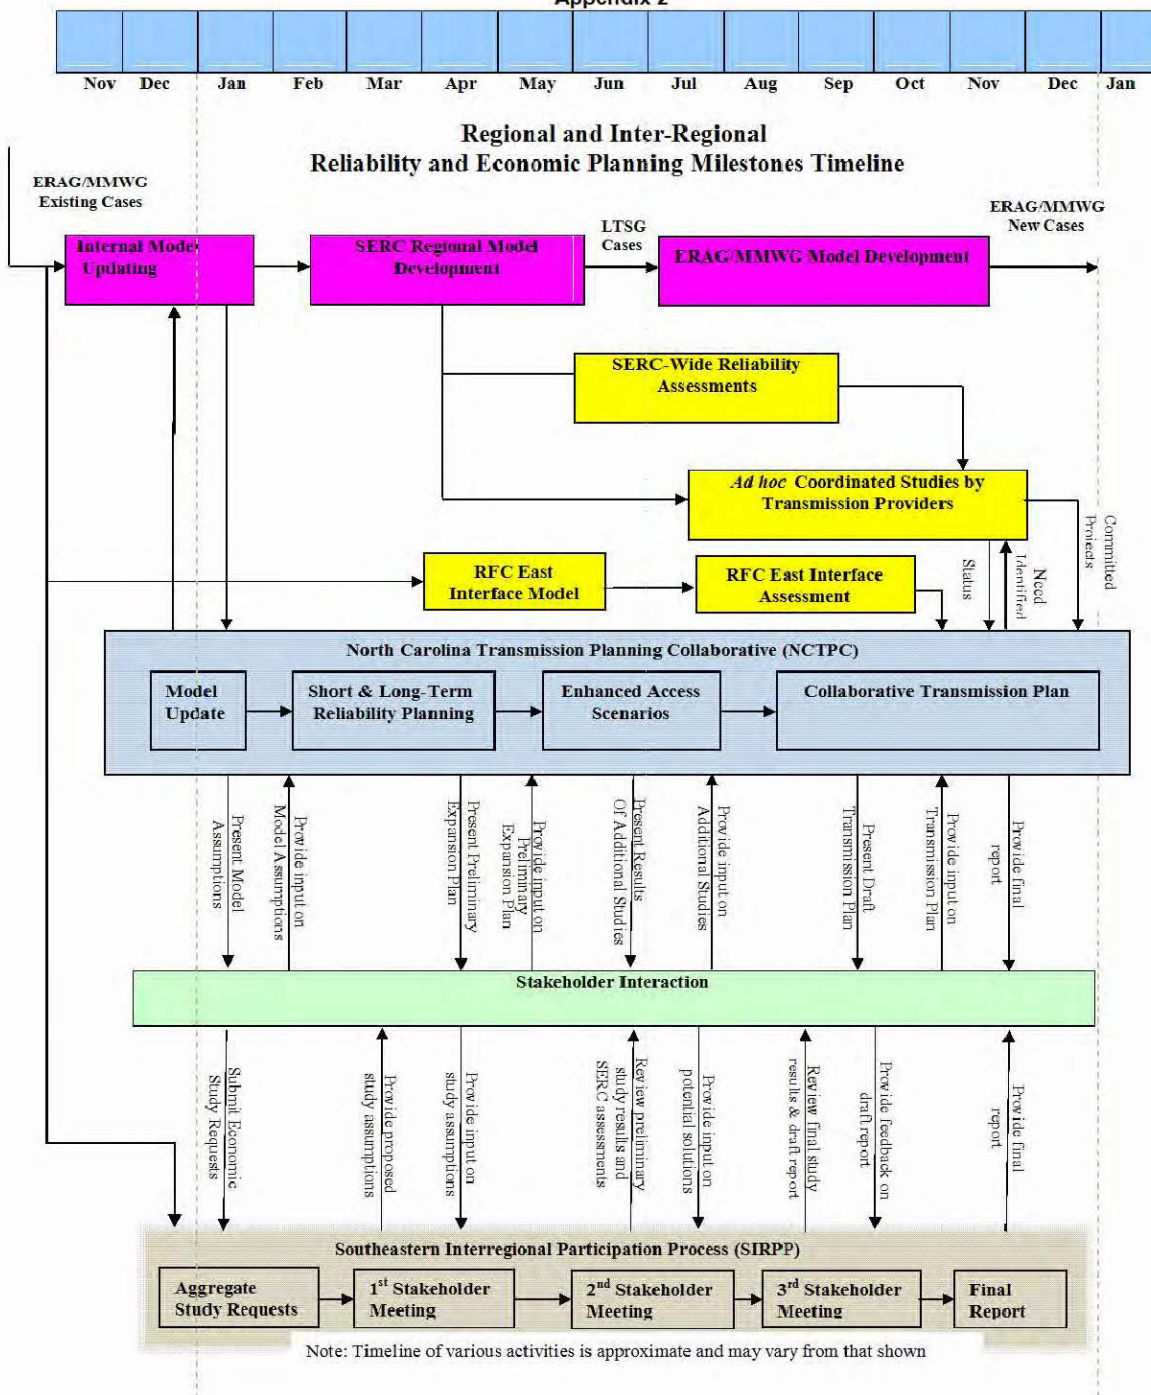 Appendix 2
Nov Dec Jan Feb Mar Apr May Jun Jul Aug Sep Oct Nov Dec Jan
Regional and Inter-Regional
Reliability and Economic Planning Milestones Timeline
ERAG/MMWG
Existing Cases
Internal Model
Updating
SERC Regional Model
Development
LTSG
Cases
ERAG/MMWG Model Development
ERAG/MMWG
New Cases
SERC-Wide Reliability
Assessments
Ad hoc Coordinated Studies by
Transmission Providers
RFC East
Interface Model
RFC East Interface
Assessment
Status
Need
Identified
Committed
Projects
North Carolina Transmission Planning Collaborative (NCTPC)
Model
Update
Short & Long-Term
Reliability Planning
Enhanced Access
Scenarios
Collaborative Transmission Plan
Present Model
Assumptions
Provide input on
Model Assumptions
Present Preliminary
Expansion Plan
Provide input on
Preliminary
Expansion Plan
Present Results
Of Additional Studies
Provide input on
Additional Studies
Present Draft
Transmission Plan
Provide input on
Transmission Plan
Provide final
report
Stakeholder Interaction
Submit Economic
Study Requests
Provide proposed
study assumptions
Provide input on
study assumptions
Review preliminary
study results and
SERC assessments
Provide input on
potential solutions
Review final study
results & draft report
Provide feedback on
draft report
Provide final
report
Southeastern Interregional Participation Process (SIRPP)
Aggregate
Study Requests
1st Stakeholder
Meeting
2nd Stakeholder
Meeting
3rd Stakeholder
Meeting
Final
Report
Note: Timeline of various activities is approximate and may vary from that shown